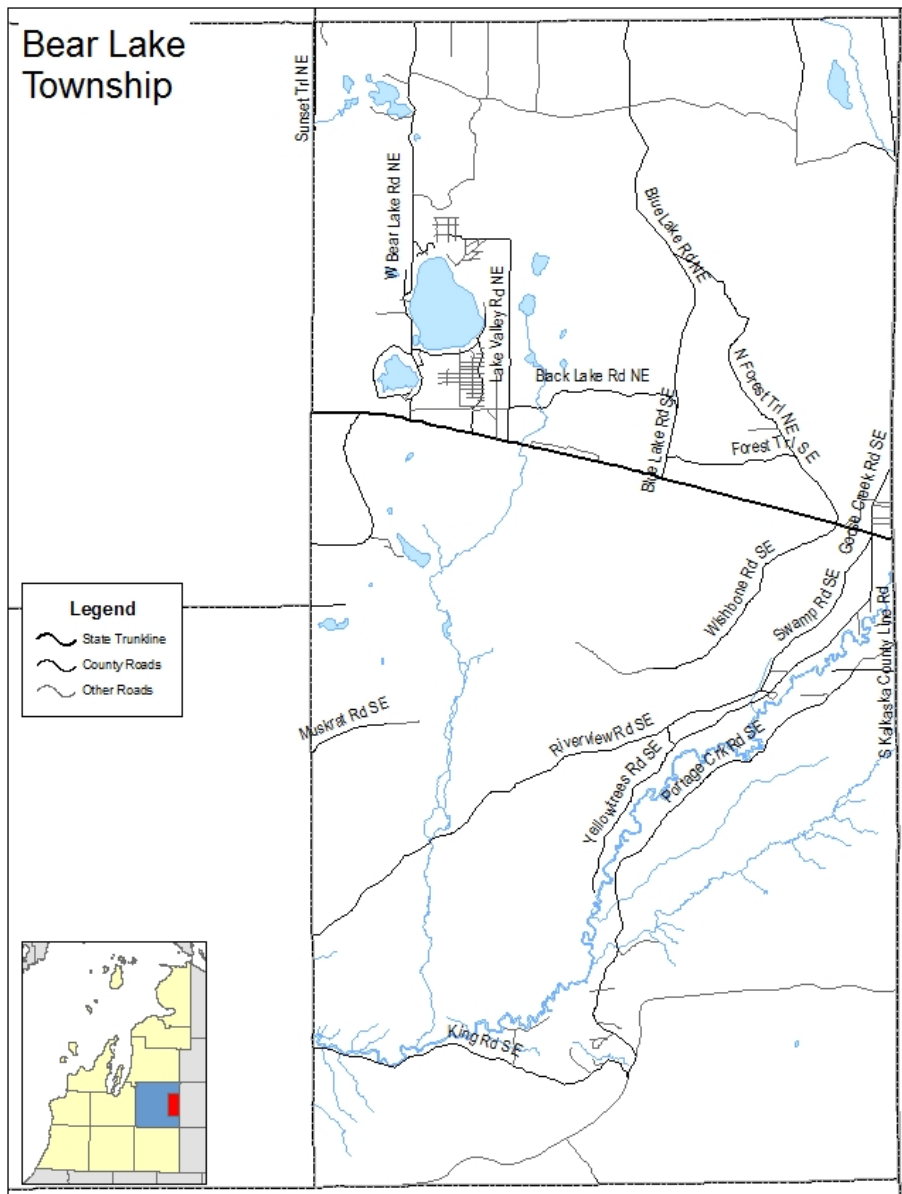 Bear Lake
Township
Sunset Trl NE
W Bear Lake Rd NE
Blue Lake Rd NE
Lake Valley Rd NE
Black Lake Rd NE
N Forest Trl NE
Blue Lake Rd SE
Forest Trl SE
Goose Creek Rd SE
Wishbone Rd SE
Swamp Rd SE
S Kalkaska County Line Rd
Legend
State Trunkline
County Roads
Other Roads
Muskrat Rd SE
Riverview Rd SE
Yellowtrees Rd SE
Portage Crk Rd SE
King Rd SE